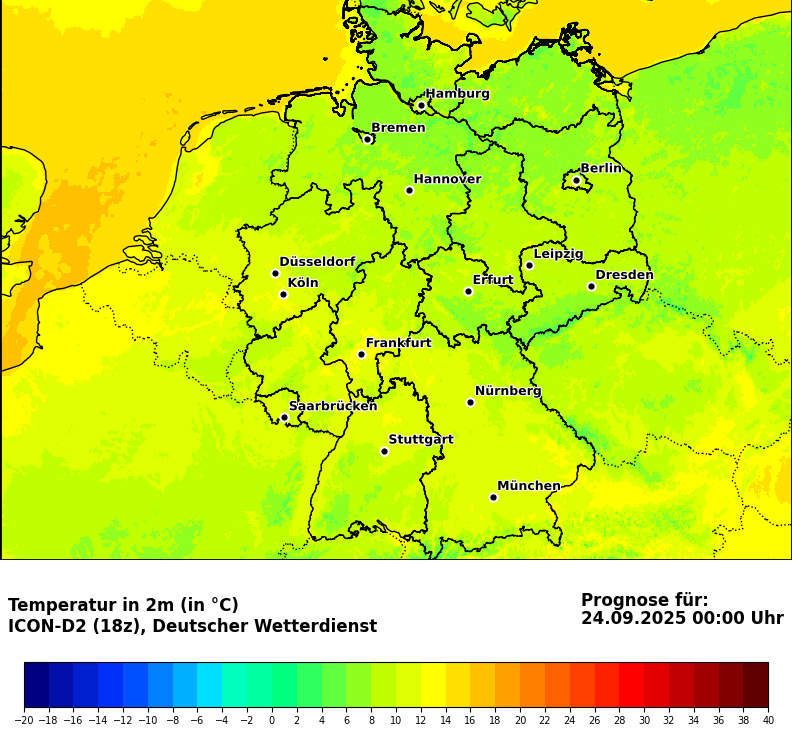 Hamburg
Bremen
Berlin
Hannover
Leipzig
Düsseldorf
Dresden
Erfurt
Köln
Frankfurt
Nürnberg
Saarbrücken
Stuttgart
München
Temperatur in 2m (in °C)
ICON-D2 (18z), Deutscher Wetterdienst
Prognose für:
24.09.2025 00:00 Uhr
−20 −18 −16 −14 −12 −10 −8 −6 −4 −2 0 2 4 6 8 10 12 14 16 18 20 22 24 26 28 30 32 34 36 38 40